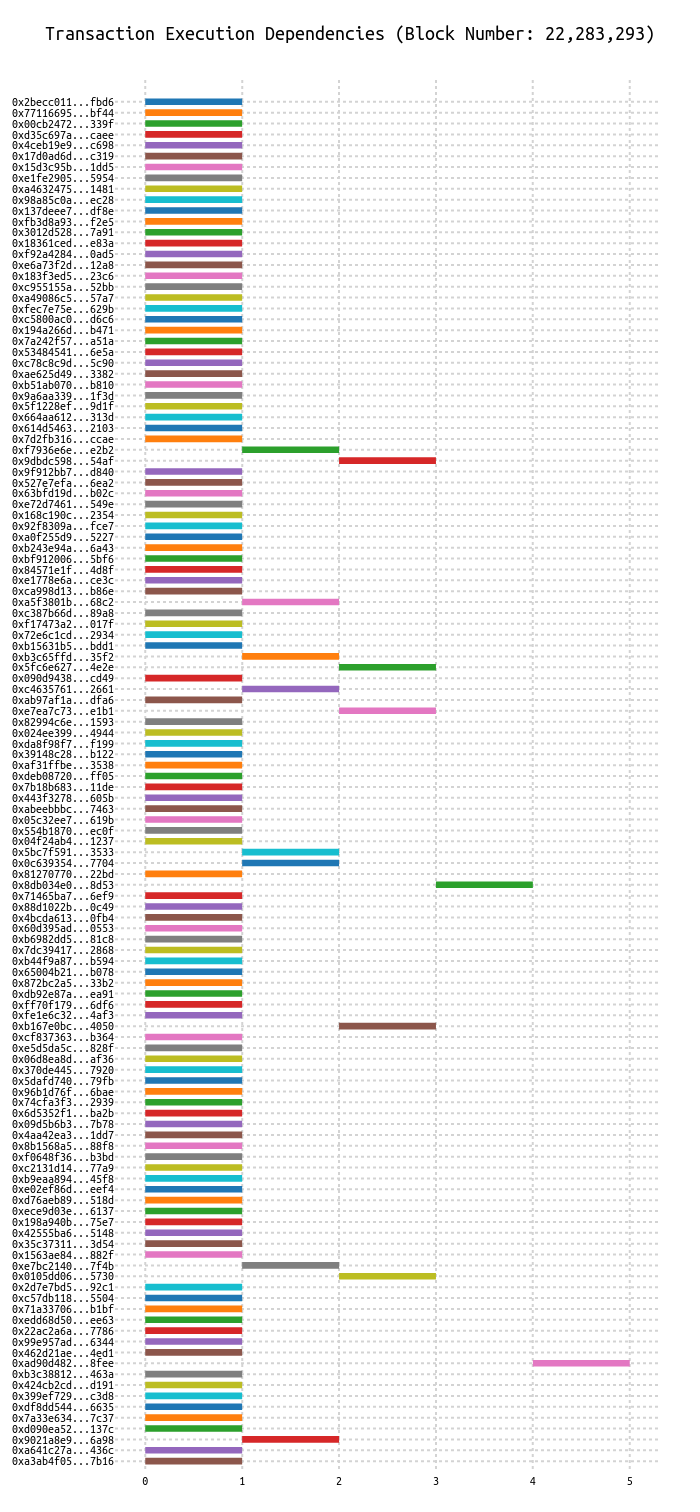 Transaction Execution Dependencies (Block Number: 22,283,293)
0x2becc011...fbd6
0x77116695...bf44
0x00cb2472...339f
0xd35c697a...caee
0x4ceb19e9...c698
0x17d0ad6d...c319
0x15d3c95b...1dd5
0xe1fe2905...5954
0xa4632475...1481
0x98a85c0a...ec28
0x137deee7...df8e
0xfb3d8a93...f2e5
0x3012d528...7a91
0x18361ced...e83a
0xf92a4284...0ad5
0xe6a73f2d...12a8
0x183f3ed5...23c6
0xc955155a...52bb
0xa49086c5...57a7
0xfec7e75e...629b
0xc5800ac0...d6c6
0x194a266d...b471
0x7a242f57...a51a
0x53484541...6e5a
0xc78c8c9d...5c90
0xae625d49...3382
0xb51ab070...b810
0x9a6aa339...1f3d
0x5f1228ef...9d1f
0x664aa612...313d
0x614d5463...2103
0x7d2fb316...ccae
0xf7936e6e...e2b2
0x9dbdc598...54af
0x9f912bb7...d840
0x527e7efa...6ea2
0x63bfd19d...b02c
0xe72d7461...549e
0x168c190c...2354
0x92f8309a...fce7
0xa0f255d9...5227
0xb243e94a...6a43
0xbf912006...5bf6
0x84571e1f...4d8f
0xe1778e6a...ce3c
0xca998d13...b86e
0xa5f3801b...68c2
0xc387b66d...89a8
0xf17473a2...017f
0x72e6c1cd...2934
0xb15631b5...bdd1
0xb3c65ffd...35f2
0x5fc6e627...4e2e
0x090d9438...cd49
0xc4635761...2661
0xab97af1a...dfa6
0xe7ea7c73...e1b1
0x82994c6e...1593
0x024ee399...4944
0xda8f98f7...f199
0x39148c28...b122
0xaf31ffbe...3538
0xdeb08720...ff05
0x7b18b683...11de
0x443f3278...605b
0xabeebbbc...7463
0x05c32ee7...619b
0x554b1870...ec0f
0x04f24ab4...1237
0x5bc7f591...3533
0x0c639354...7704
0x81270770...22bd
0x8db034e0...8d53
0x71465ba7...6ef9
0x88d1022b...0c49
0x4bcda613...0fb4
0x60d395ad...0553
0xb6982dd5...81c8
0x7dc39417...2868
0xb44f9a87...b594
0x65004b21...b078
0x872bc2a5...33b2
0xdb92e87a...ea91
0xff70f179...6df6
0xfe1e6c32...4af3
0xb167e0bc...4050
0xcf837363...b364
0xe5d5da5c...828f
0x06d8ea8d...af36
0x370de445...7920
0x5dafd740...79fb
0x96b1d76f...6bae
0x74cfa3f3...2939
0x6d5352f1...ba2b
0x09d5b6b3...7b78
0x4aa42ea3...1dd7
0x8b1568a5...88f8
0xf0648f36...b3bd
0xc2131d14...77a9
0xb9eaa894...45f8
0xe02ef86d...eef4
0xd76aeb89...518d
0xece9d03e...6137
0x198a940b...75e7
0x42555ba6...5148
0x35c37311...3d54
0x1563ae84...882f
0xe7bc2140...7f4b
0x0105dd06...5730
0x2d7e7bd5...92c1
0xc57db118...5504
0x71a33706...b1bf
0xedd68d50...ee63
0x22ac2a6a...7786
0x99e957ad...6344
0x462d21ae...4ed1
0xad90d482...8fee
0xb3c38812...463a
0x424cb2cd...d191
0x399ef729...c3d8
0xdf8dd544...6635
0x7a33e634...7c37
0xd090ea52...137c
0x9021a8e9...6a98
0xa641c27a...436c
0xa3ab4f05...7b16
0 1 2 3 4 5